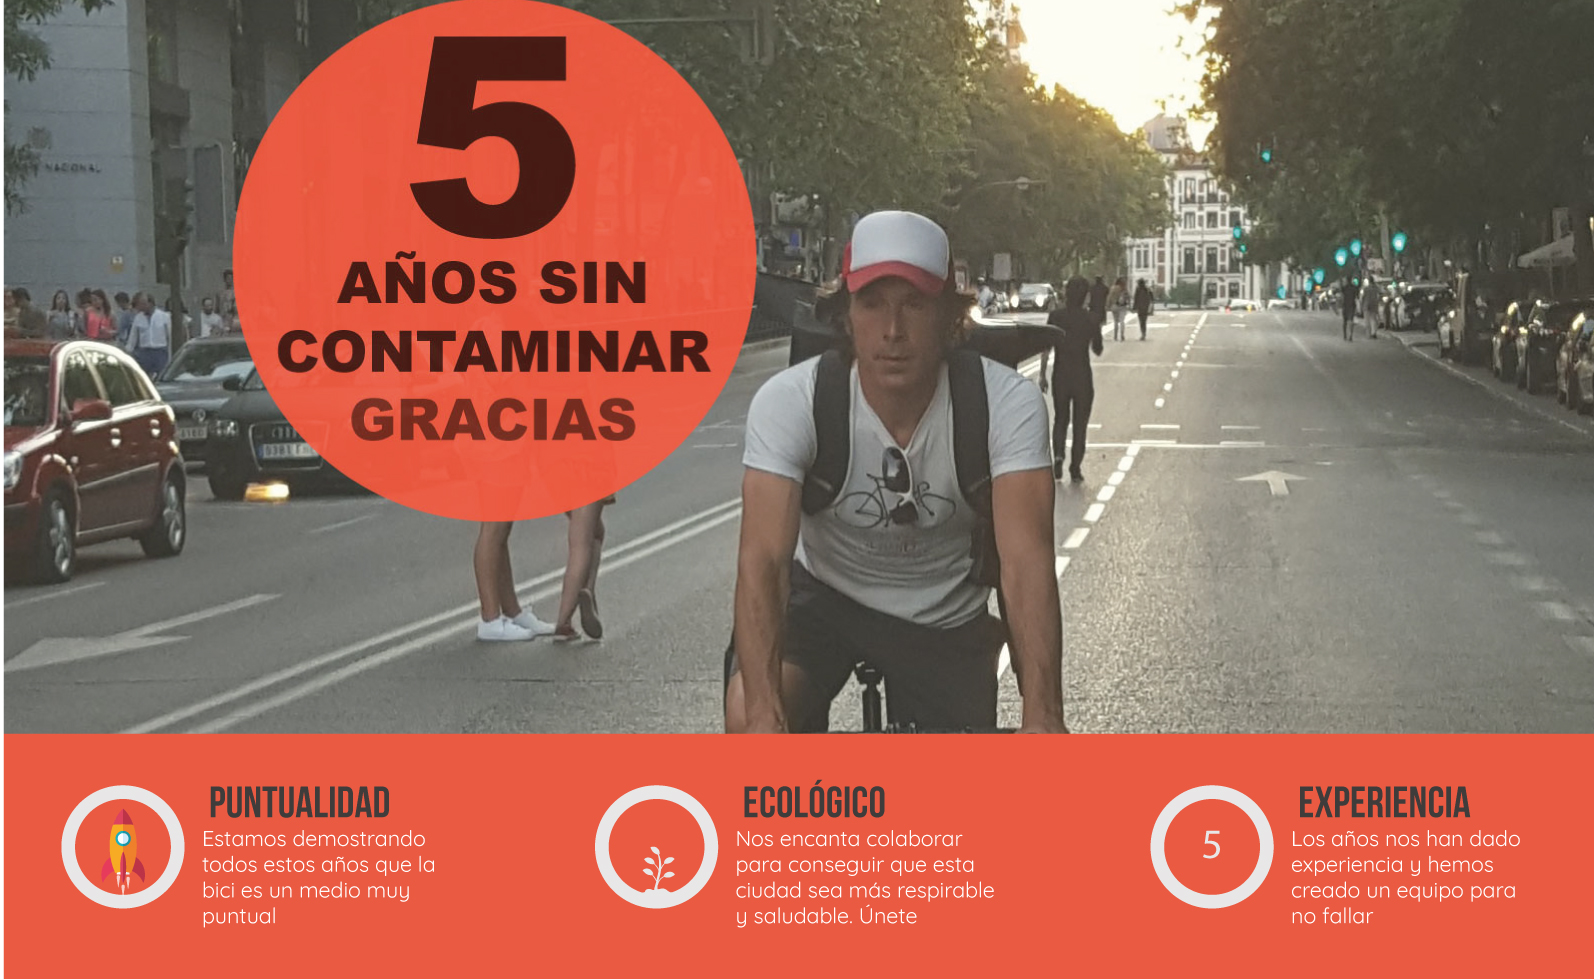 NACIONAL
5
AÑOS SIN
CONTAMINAR
GRACIAS
PUNTUALIDAD
Estamos demostrando
todos estos años que la
bici es un medio muy
puntual
ECOLÓGICO
Nos encanta colaborar
para conseguir que esta
ciudad sea más respirable
y saludable. Únete
5
EXPERIENCIA
Los años nos han dado
experiencia y hemos
creado un equipo para
no fallar